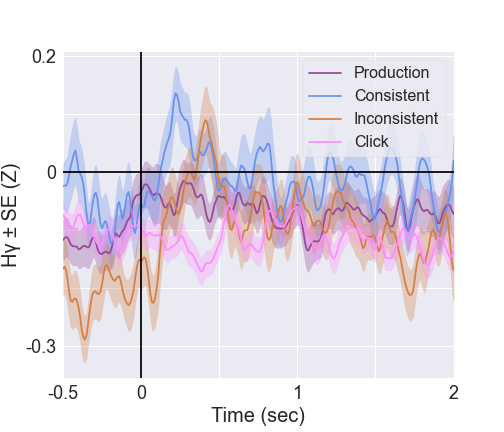 0.2
0
-0.3
Hγ ± SE (Z)
Production
Consistent
Inconsistent
Click
-0.5 0 1 2
Time (sec)